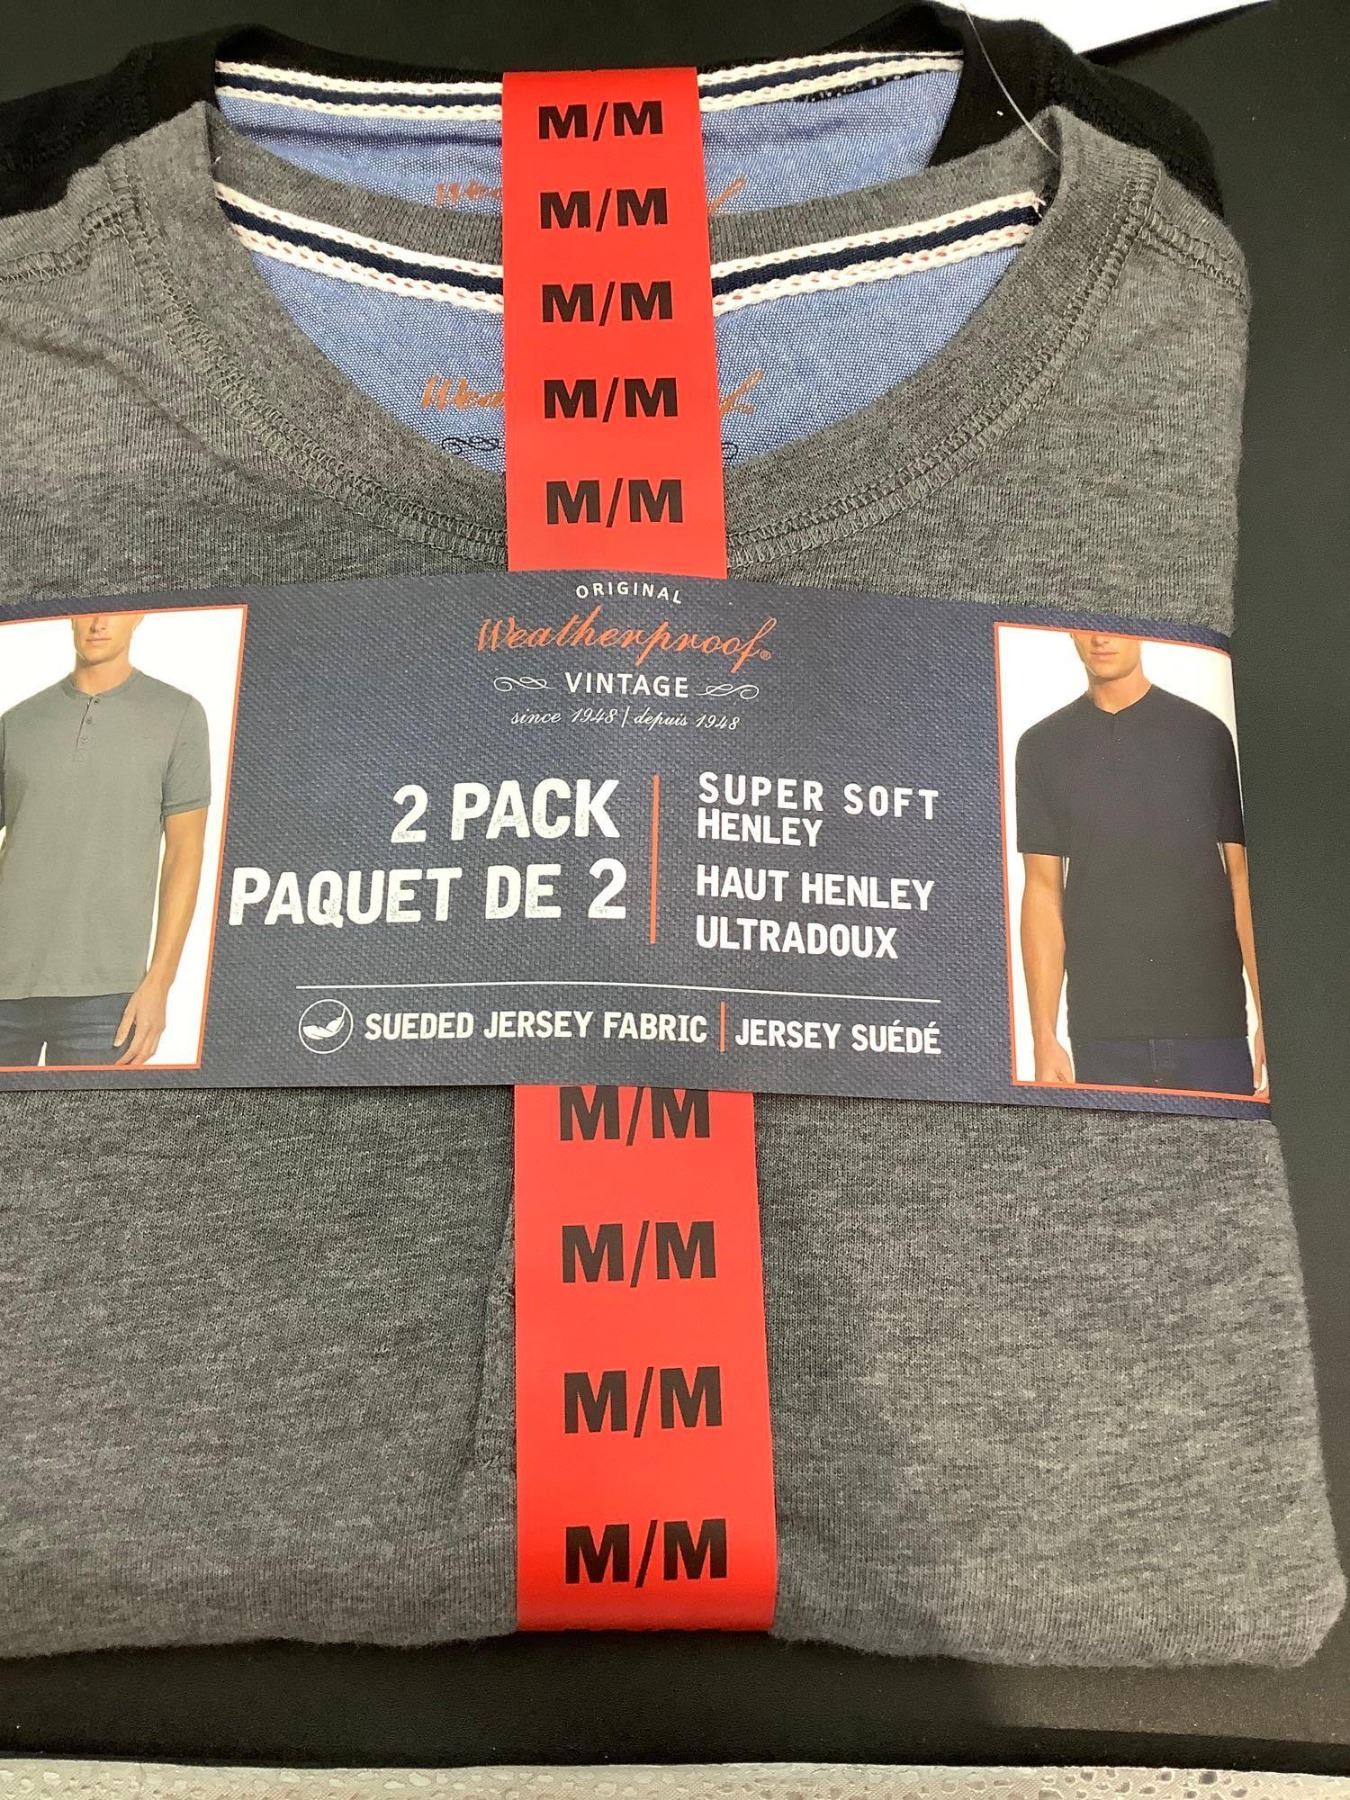 M/M
M/M
M/M
M/M
M/M
ORIGINAL
Weatherproof®
VINTAGE
since 1948 | depuis 1948
2 PACK
PAQUET DE 2
SUPER SOFT
HENLEY
HAUT HENLEY
ULTRADOUX
SUEDED JERSEY FABRIC | JERSEY SUÉDÉ
M/M
M/M
M/M
M/M